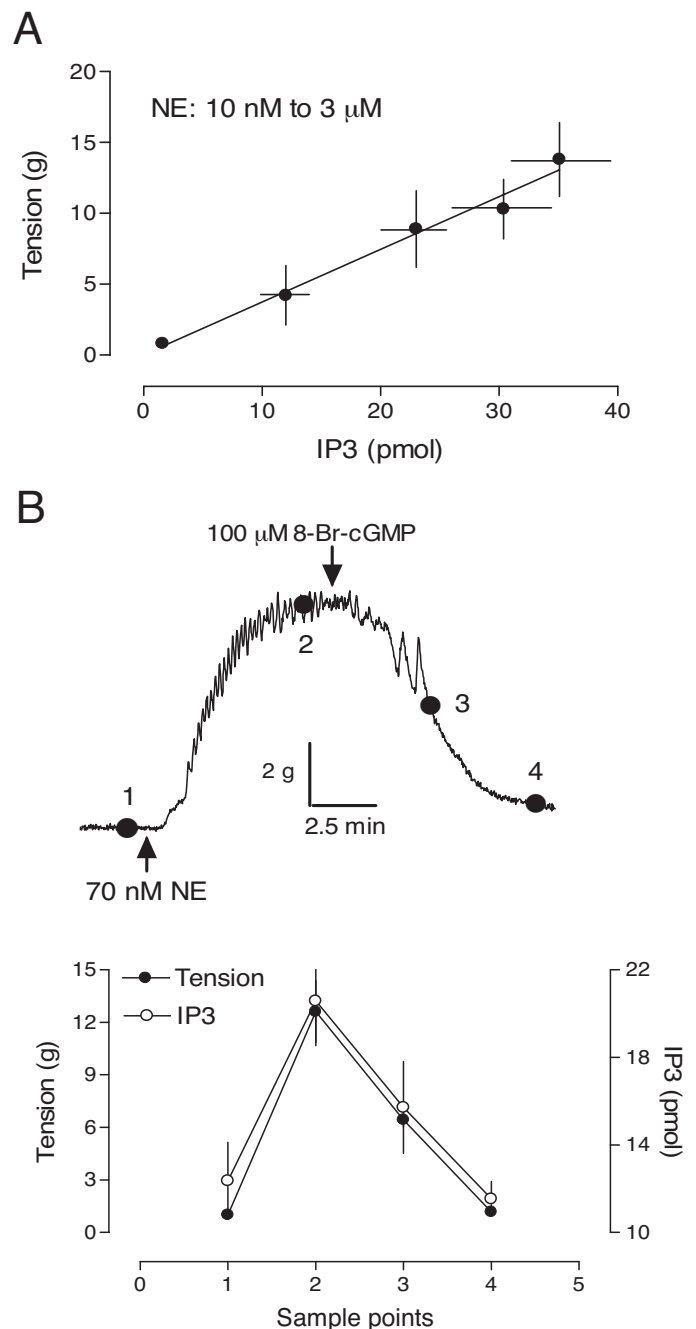 A
20
15
10
5
0
Tension (g)
NE: 10 nM to 3 μM
0 10 20 30 40
IP3 (pmol)
B
100 μM 8-Br-cGMP
2
3
1
4
2 g
2.5 min
70 nM NE
15
12
9
6
3
0
Tension (g)
Tension
IP3
22
18
14
10
IP3
(pmol)
0 1 2 3 4 5
Sample points